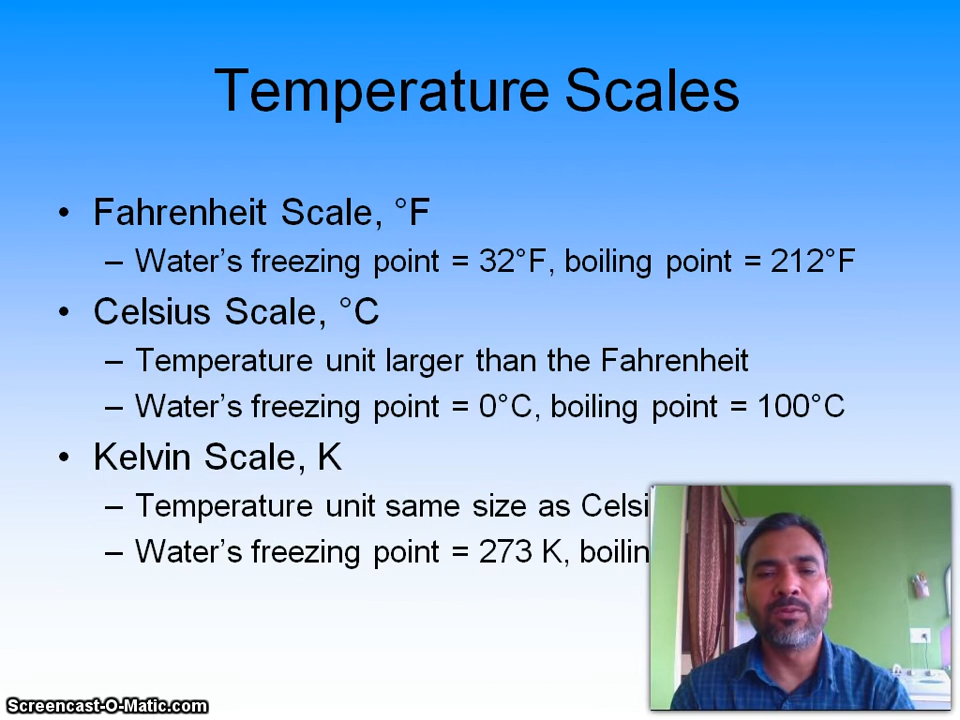 Temperature Scales
• Fahrenheit Scale, °F
– Water's freezing point = 32°F, boiling point = 212°F
• Celsius Scale, °C
– Temperature unit larger than the Fahrenheit
– Water's freezing point = 0°C, boiling point = 100°C
• Kelvin Scale, K
– Temperature unit same size as Celsi
– Water's freezing point = 273 K, boilin
Screencast-O-Matic.com